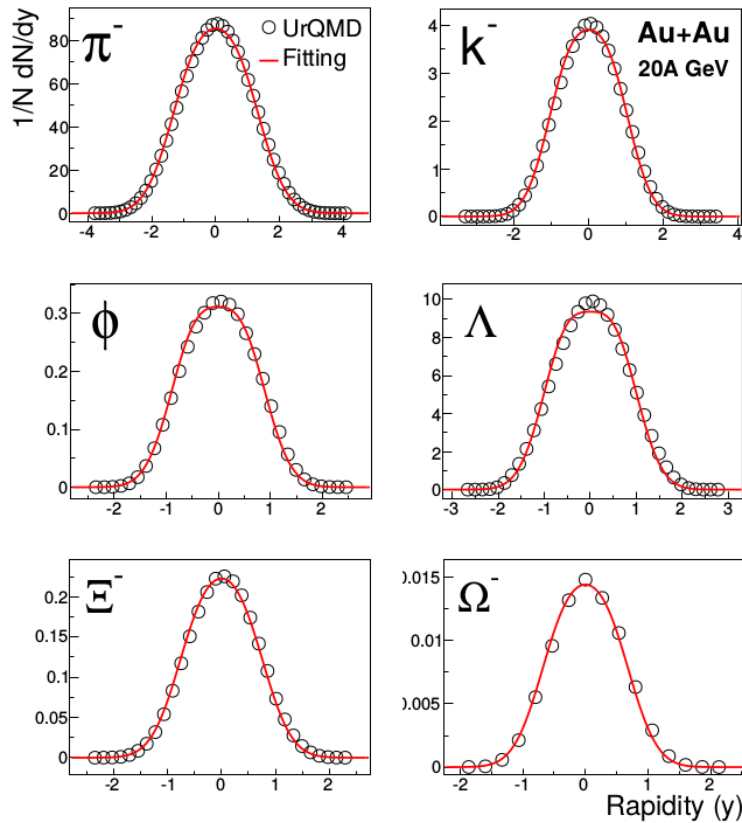 π⁻
○ UrQMD
— Fitting
1/N dN/dy
80
60
40
20
0
-4 -2 0 2 4
k⁻
Au+Au
20A GeV
4
3
2
1
0
-2 0 2 4
ϕ
0.3
0.2
0.1
0
-2 -1 0 1 2
Λ
10
8
6
4
2
0
-3 -2 -1 0 1 2 3
Ξ⁻
0.2
0.15
0.1
0.05
0
-2 -1 0 1 2
Ω⁻
0.015
0.01
0.005
0
-2 -1 0 1 2
Rapidity (y)